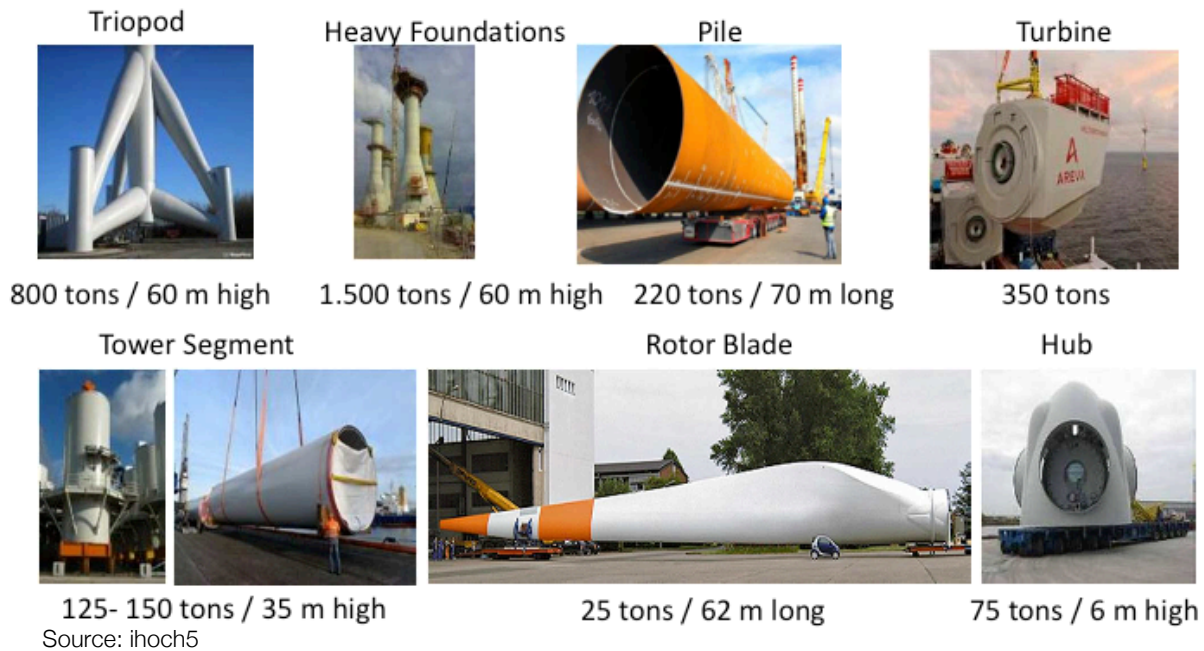 Triopod
Heavy Foundations
Pile
Turbine
AREVA
800 tons / 60 m high
1.500 tons / 60 m high
220 tons / 70 m long
350 tons
Tower Segment
Rotor Blade
Hub
125- 150 tons / 35 m high
25 tons / 62 m long
75 tons / 6 m high
Source: ihoch5